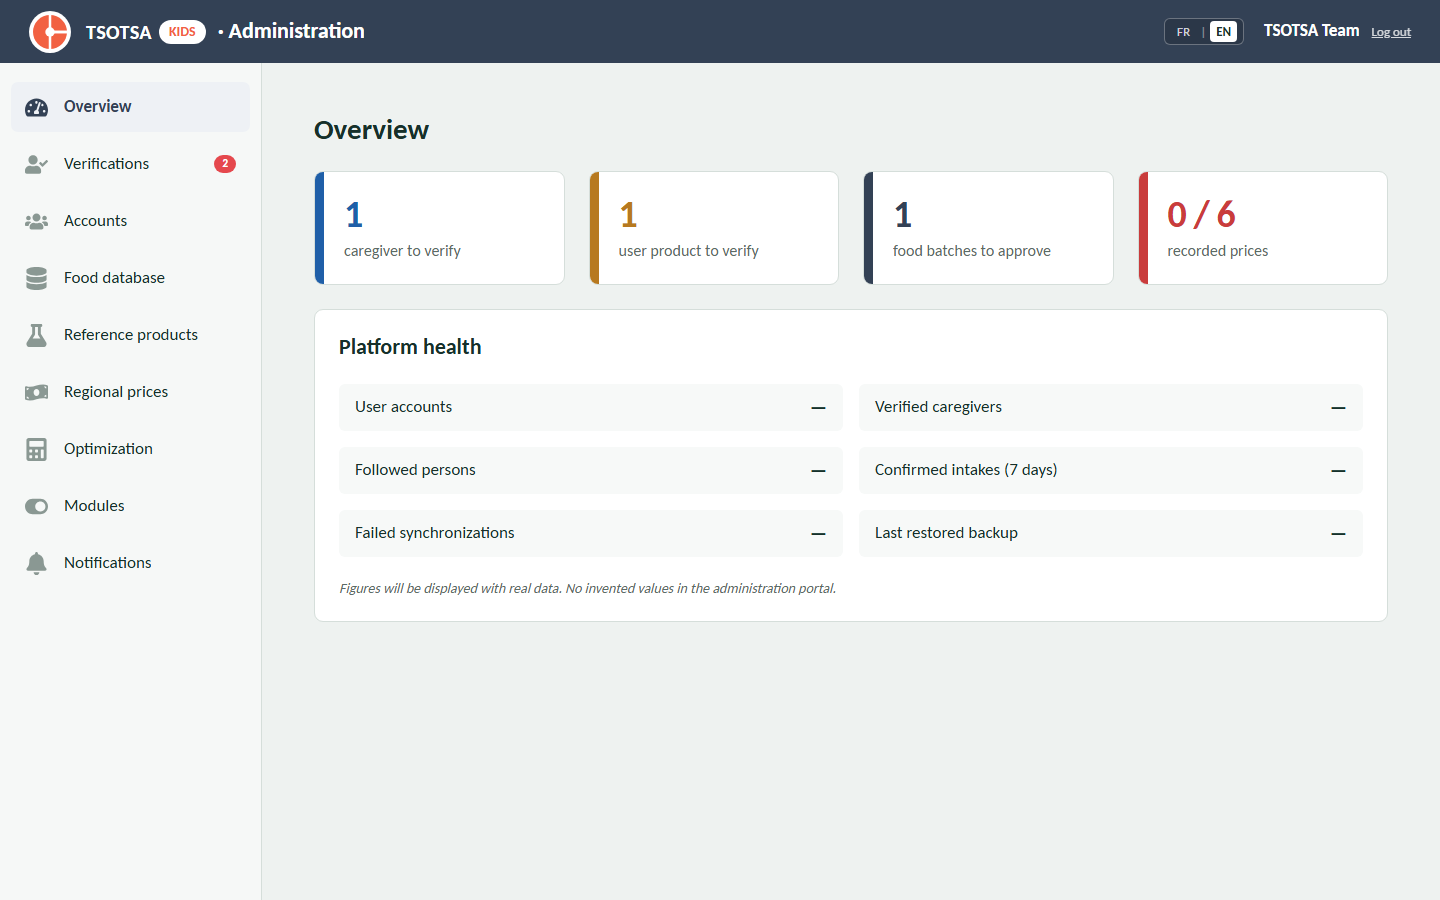 TSOTSA KIDS · Administration
FR | EN
TSOTSA Team Log out
Overview
Verifications 2
Accounts
Food database
Reference products
Regional prices
Optimization
Modules
Notifications
Overview
1
caregiver to verify
1
user product to verify
1
food batches to approve
0 / 6
recorded prices
Platform health
User accounts —
Verified caregivers —
Followed persons —
Confirmed intakes (7 days) —
Failed synchronizations —
Last restored backup —
Figures will be displayed with real data. No invented values in the administration portal.